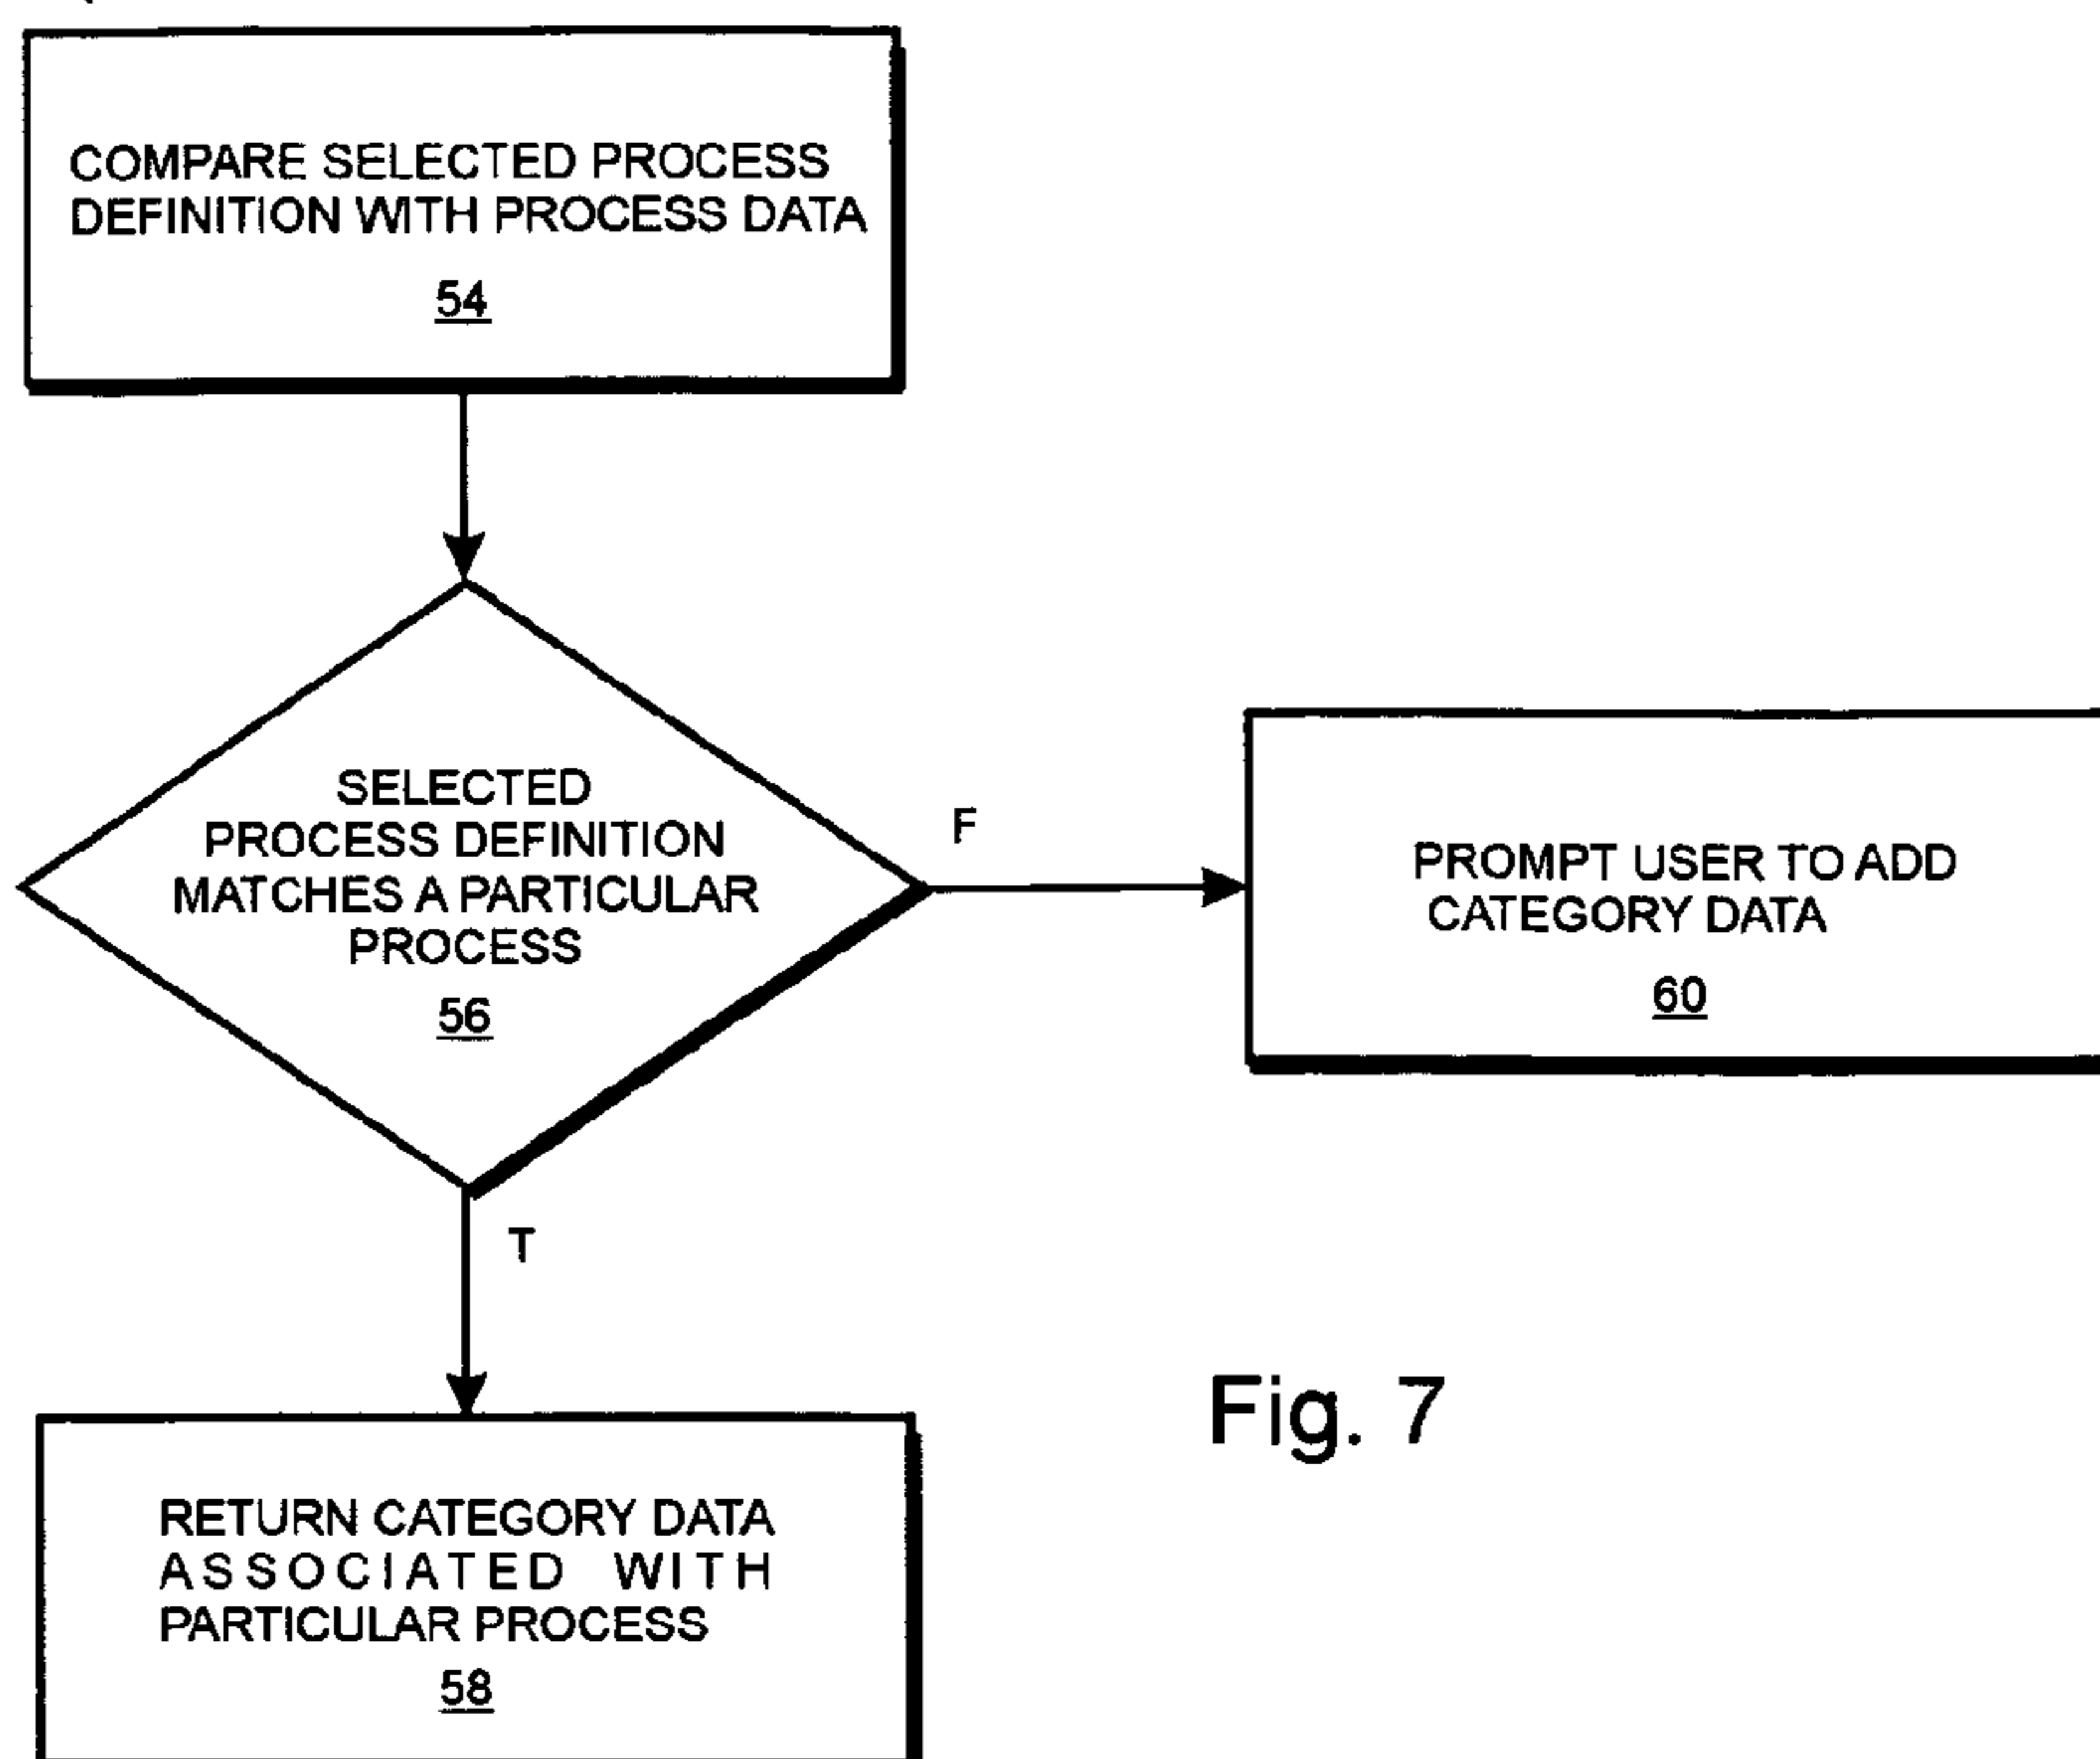 COMPARE SELECTED PROCESS
DEFINITION WITH PROCESS DATA
54
SELECTED
PROCESS DEFINITION
MATCHES A PARTICULAR
PROCESS
56
F
PROMPT USER TO ADD
CATEGORY DATA
60
T
RETURN CATEGORY DATA
ASSOCIATED WITH
PARTICULAR PROCESS
58
Fig. 7